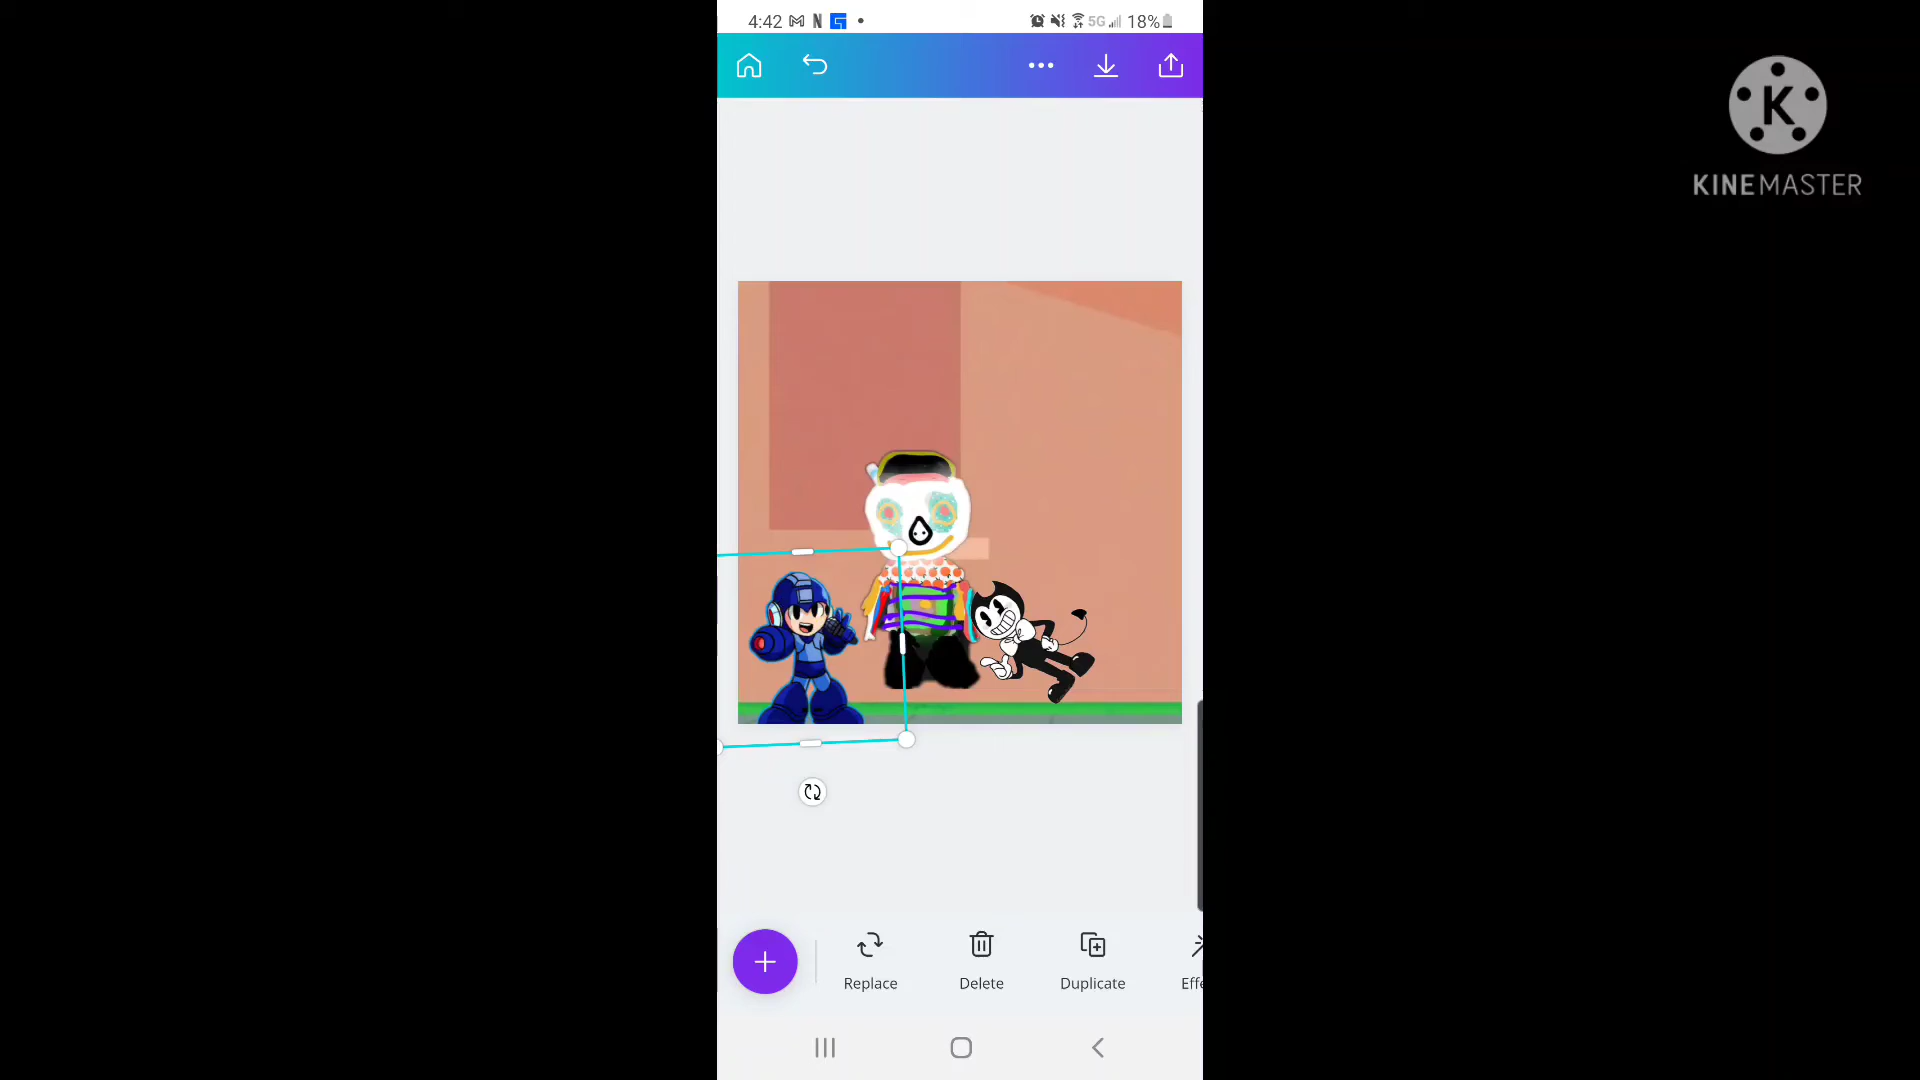 4:42
5G
18%
K
KINEMASTER
Replace
Delete
Duplicate
Effe